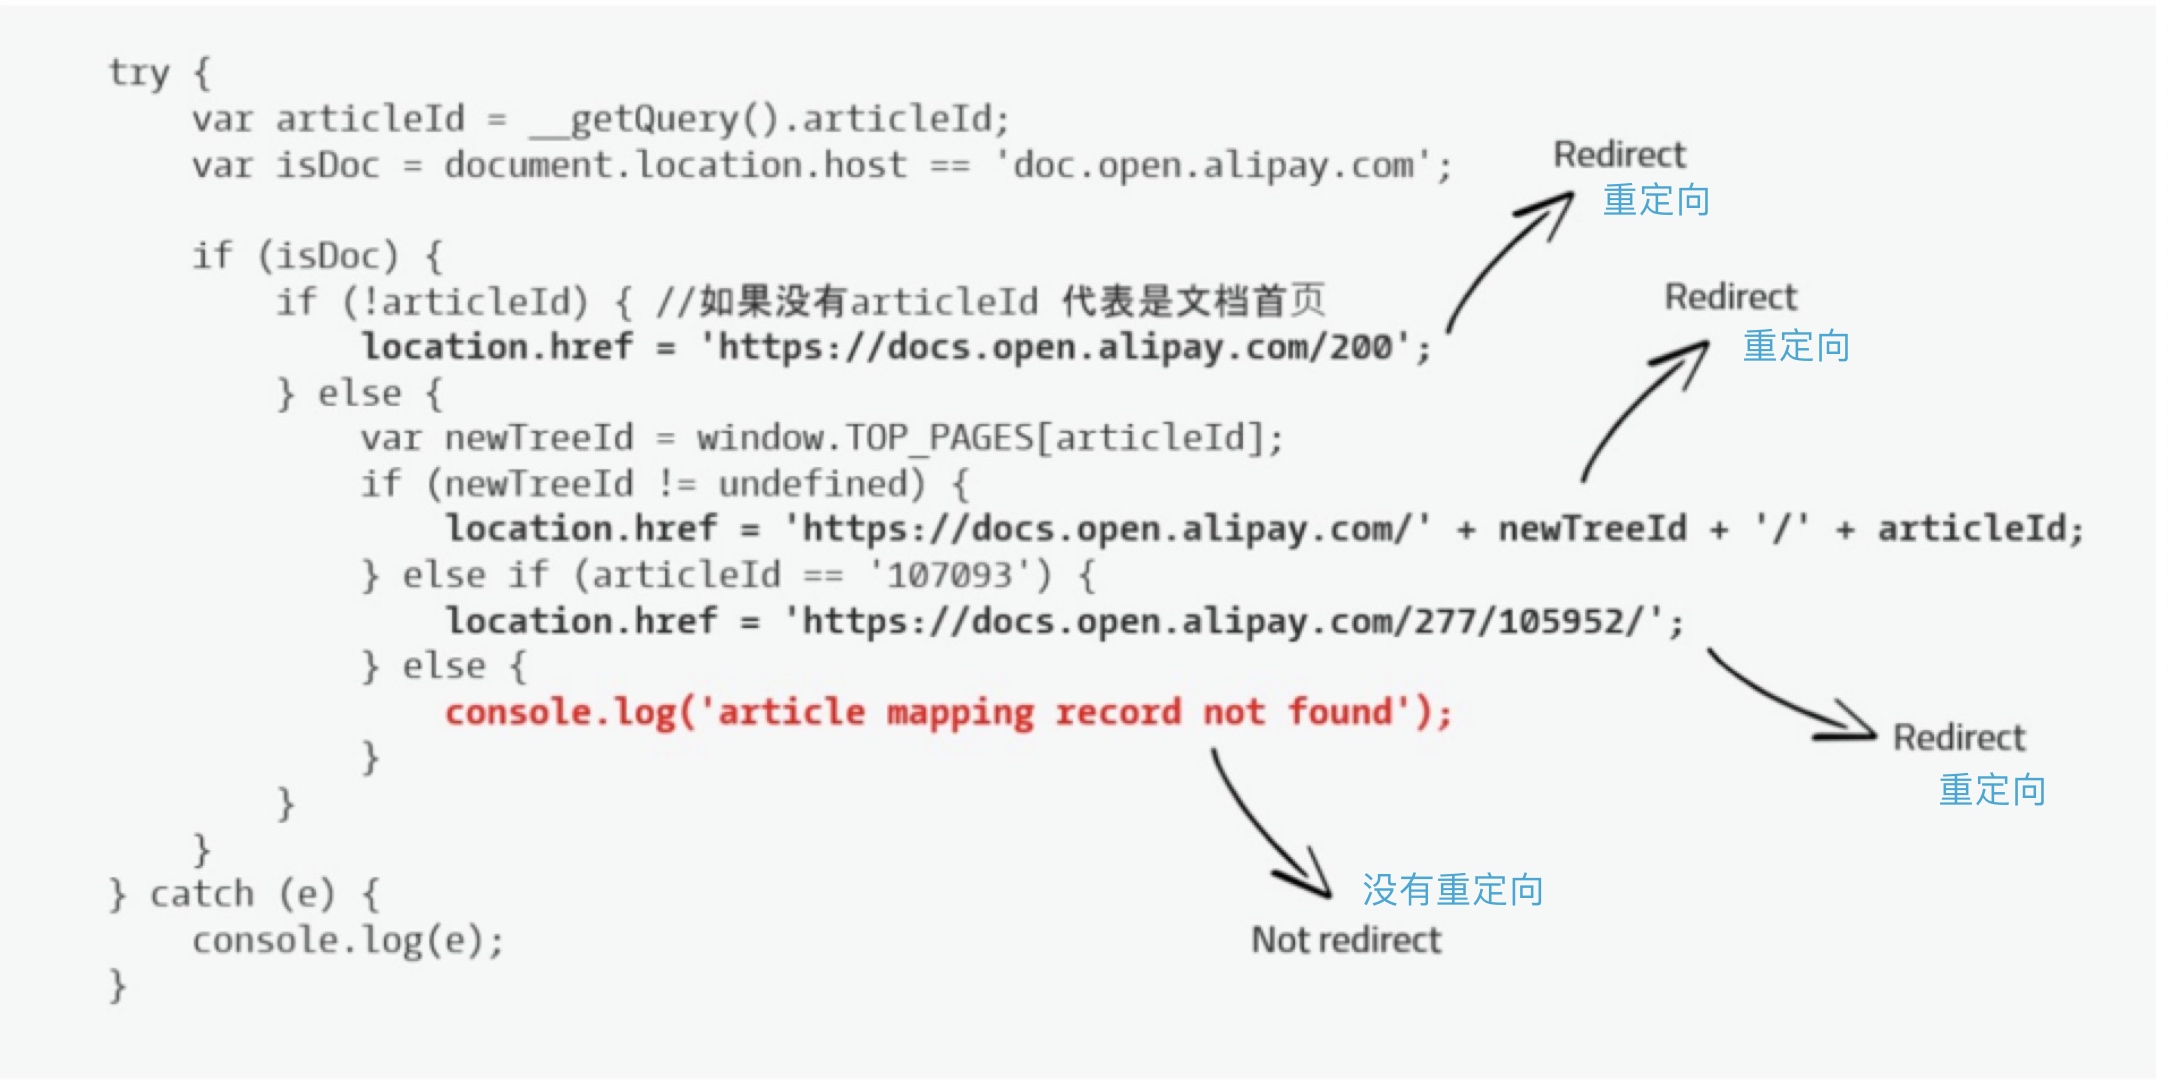 try {
var articleId = __getQuery().articleId;
var isDoc = document.location.host == 'doc.open.alipay.com';
Redirect
重定向
if (isDoc) {
if (!articleId) { //如果没有articleId 代表是文档首页
Redirect
location.href = 'https://docs.open.alipay.com/200';
重定向
} else {
var newTreeId = window.TOP_PAGES[articleId];
if (newTreeId != undefined) {
location.href = 'https://docs.open.alipay.com/' + newTreeId + '/' + articleId;
} else if (articleId == '107093') {
location.href = 'https://docs.open.alipay.com/277/105952/';
} else {
console.log('article mapping record not found');
Redirect
重定向
}
}
}
} catch (e) {
没有重定向
console.log(e);
Not redirect
}